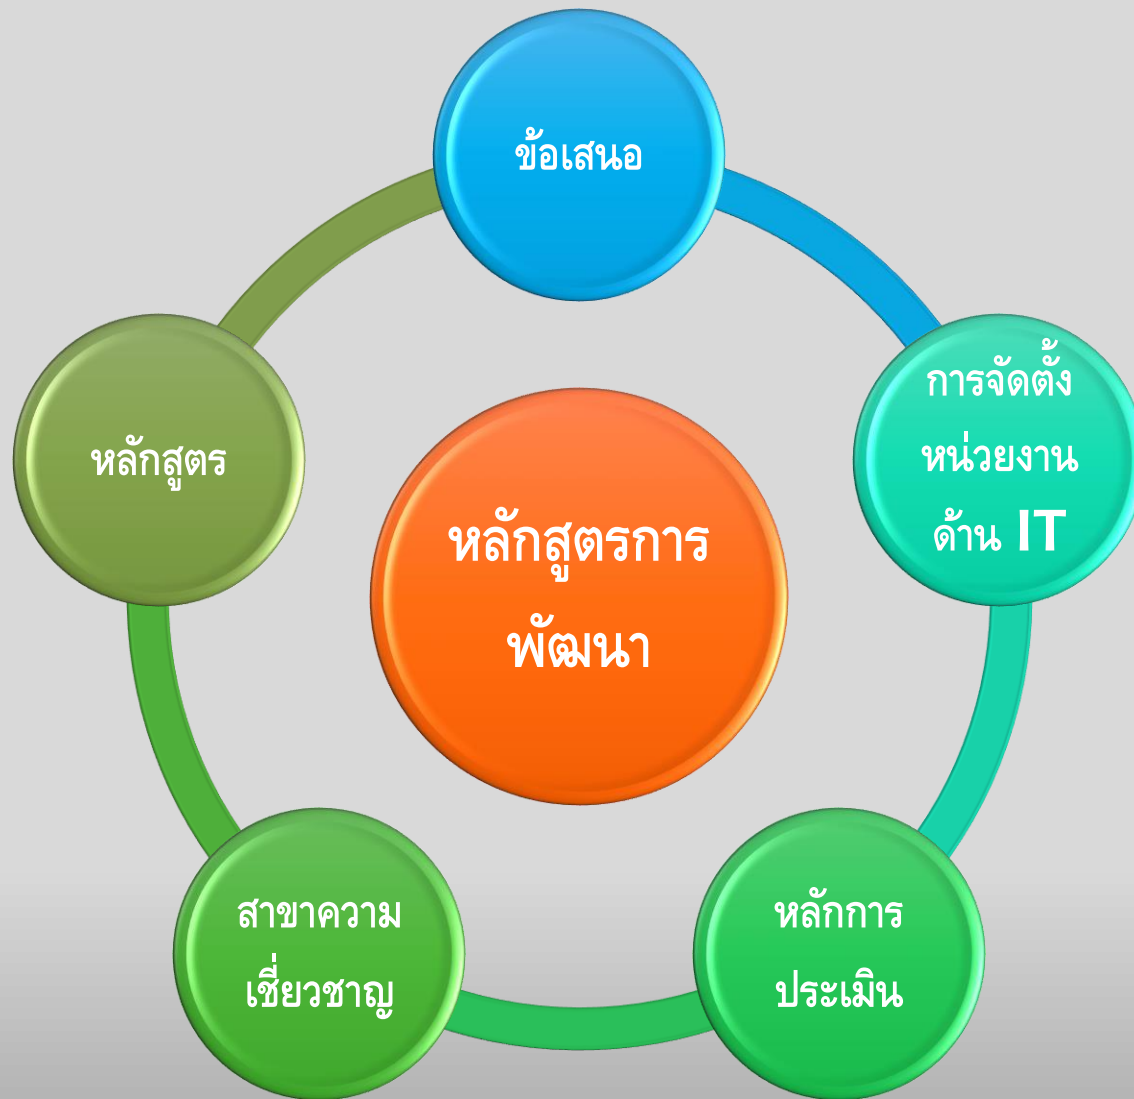 ข้อเสนอ
การจัดตั้ง
หน่วยงาน
ด้าน IT
หลักสูตร
หลักสูตรการ
พัฒนา
สาขาความ
เชี่ยวชาญ
หลักการ
ประเมิน